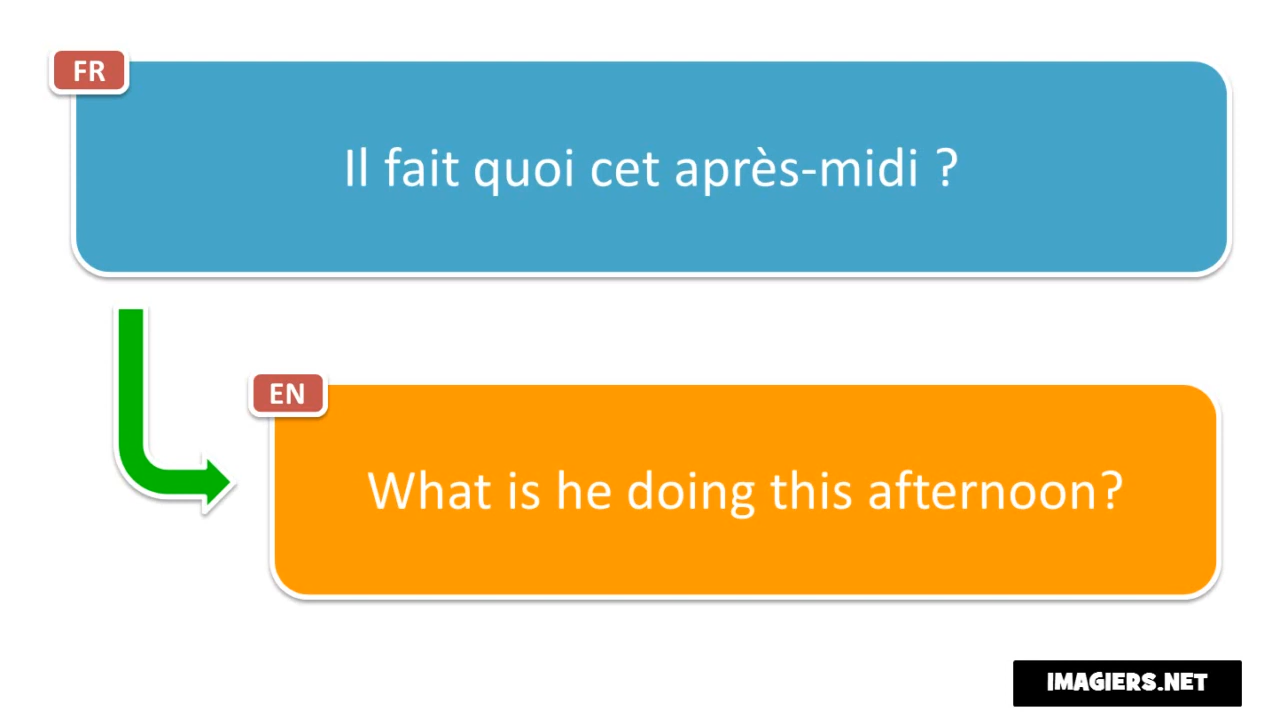 FR
Il fait quoi cet après-midi ?
EN
What is he doing this afternoon?
IMAGIERS.NET